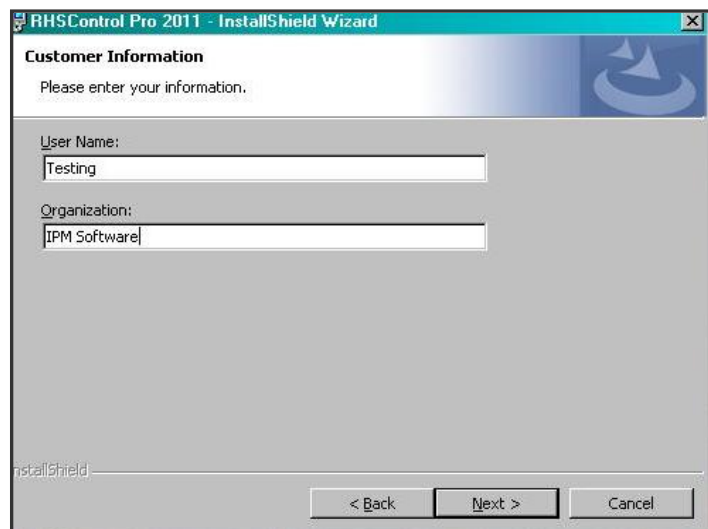 RHSControl Pro 2011 - InstallShield Wizard
Customer Information
Please enter your information.
User Name:
Testing
Organization:
IPM Software
nstallShield
< Back
Next >
Cancel